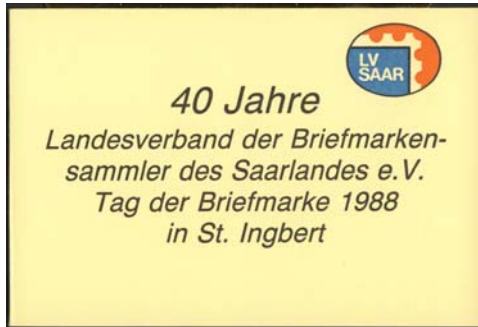 LV
SAAR
40 Jahre
Landesverband der Briefmarken-
sammler des Saarlandes e.V.
Tag der Briefmarke 1988
in St. Ingbert